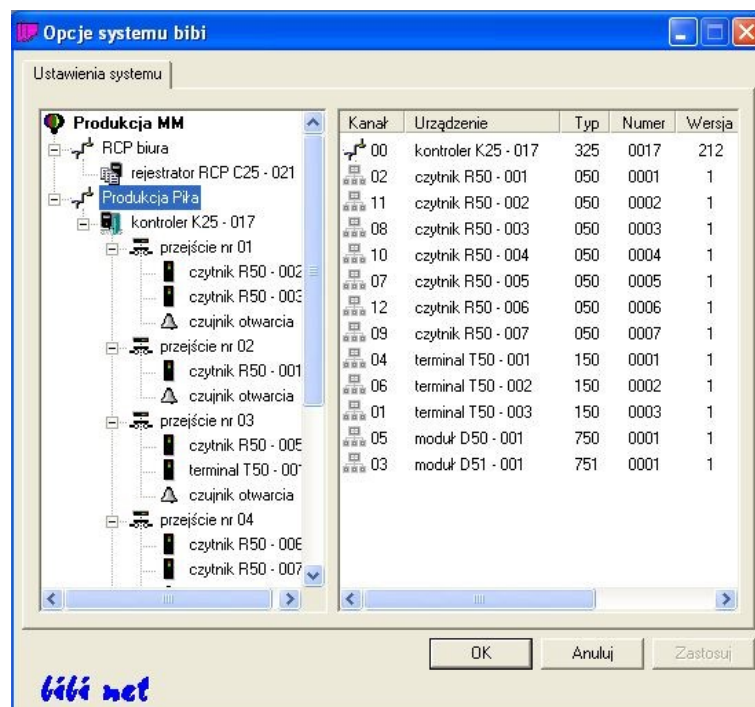 Opcje systemu bibi
Ustawienia systemu
Produkcja MM
RCP biura
rejestrator RCP C25 - 021
Produkcja Piła
kontroler K25 - 017
przejście nr 01
czytnik R50 - 002
czytnik R50 - 003
czujnik otwarcia
przejście nr 02
czytnik R50 - 001
czujnik otwarcia
przejście nr 03
czytnik R50 - 005
terminal T50 - 001
czujnik otwarcia
przejście nr 04
czytnik R50 - 006
czytnik R50 - 007
Kanał Urządzenie Typ Numer Wersja
00 kontroler K25 - 017 325 0017 212
02 czytnik R50 - 001 050 0001 1
11 czytnik R50 - 002 050 0002 1
08 czytnik R50 - 003 050 0003 1
10 czytnik R50 - 004 050 0004 1
07 czytnik R50 - 005 050 0005 1
12 czytnik R50 - 006 050 0006 1
09 czytnik R50 - 007 050 0007 1
04 terminal T50 - 001 150 0001 1
06 terminal T50 - 002 150 0002 1
01 terminal T50 - 003 150 0003 1
05 moduł D50 - 001 750 0001 1
03 moduł D51 - 001 751 0001 1
OK Anuluj Zastosuj
bibi net